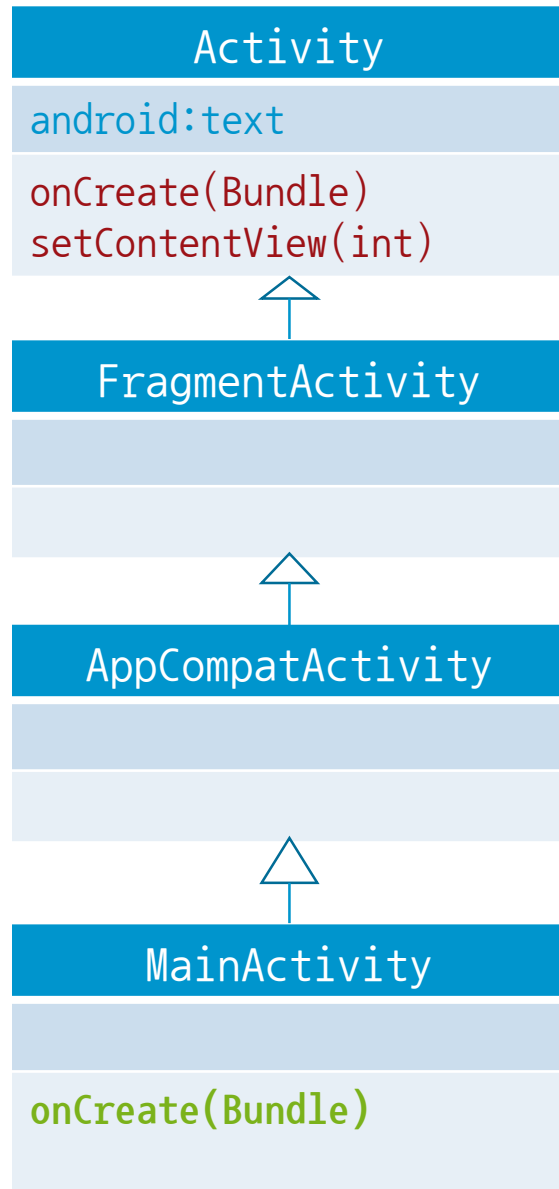 Activity
android:text
onCreate(Bundle)
setContentView(int)
FragmentActivity
AppCompatActivity
MainActivity
onCreate(Bundle)